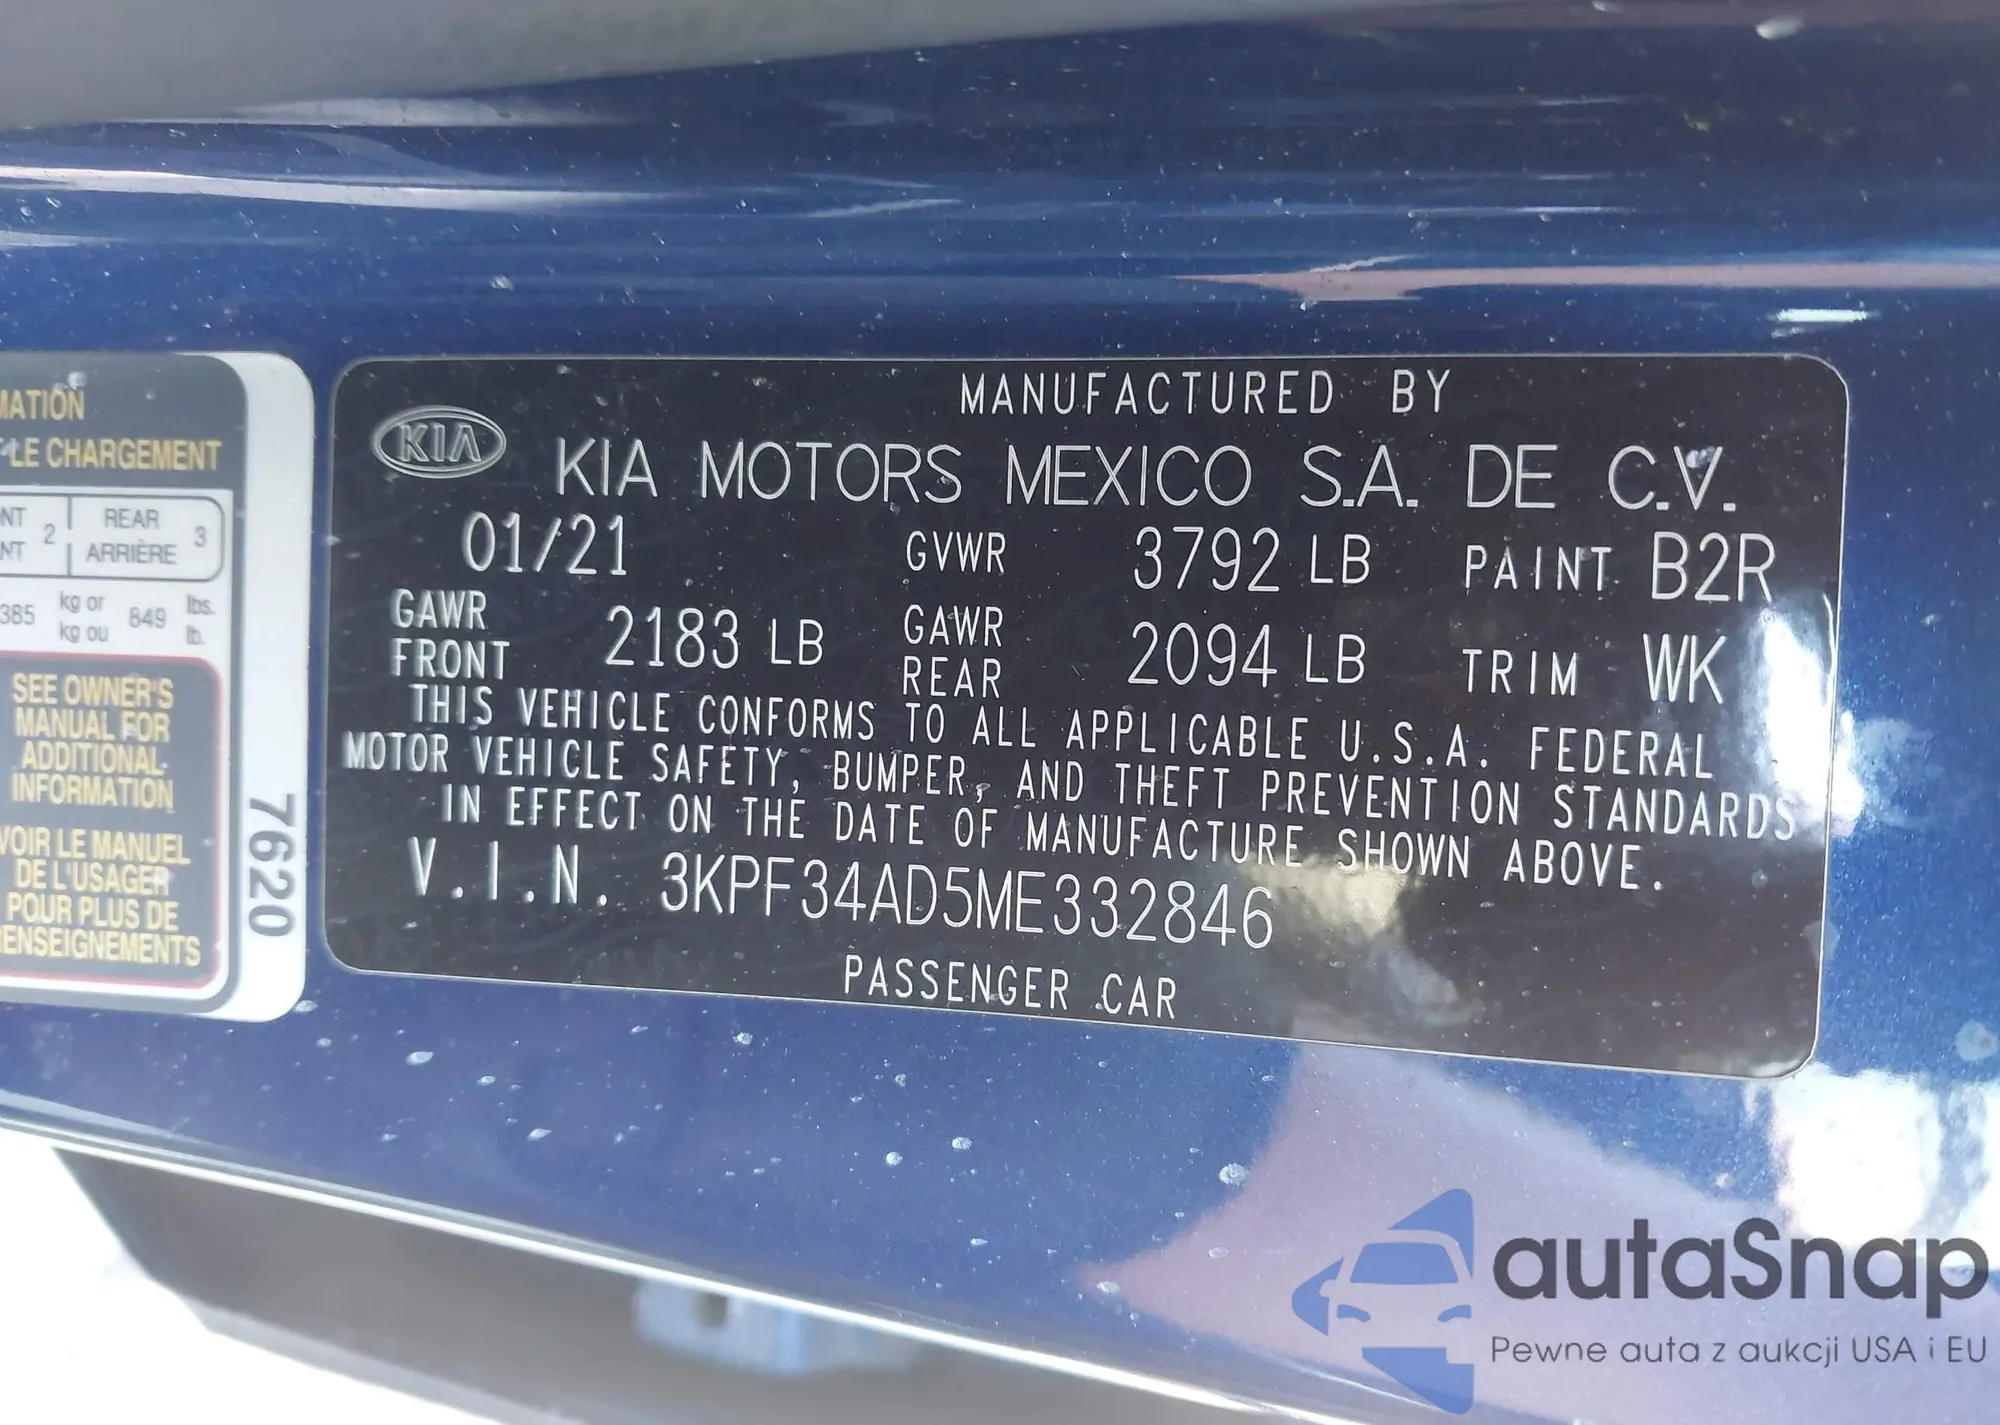 MATION
LE CHARGEMENT
NT 2 REAR 3
NT ARRIÈRE
385 kg or 849 lbs.
kg ou lb.
SEE OWNER'S
MANUAL FOR
ADDITIONAL
INFORMATION
VOIR LE MANUEL
DE L'USAGER
POUR PLUS DE
RENSEIGNEMENTS
7620
MANUFACTURED BY
KIA KIA MOTORS MEXICO S.A. DE C.V.
01/21 GVWR 3792 LB PAINT B2R
GAWR FRONT 2183 LB GAWR REAR 2094 LB TRIM WK
THIS VEHICLE CONFORMS TO ALL APPLICABLE U.S.A. FEDERAL
MOTOR VEHICLE SAFETY, BUMPER, AND THEFT PREVENTION STANDARDS
IN EFFECT ON THE DATE OF MANUFACTURE SHOWN ABOVE.
V.I.N. 3KPF34AD5ME332846
PASSENGER CAR
autaSnap
Pewne auta z aukcji USA i EU